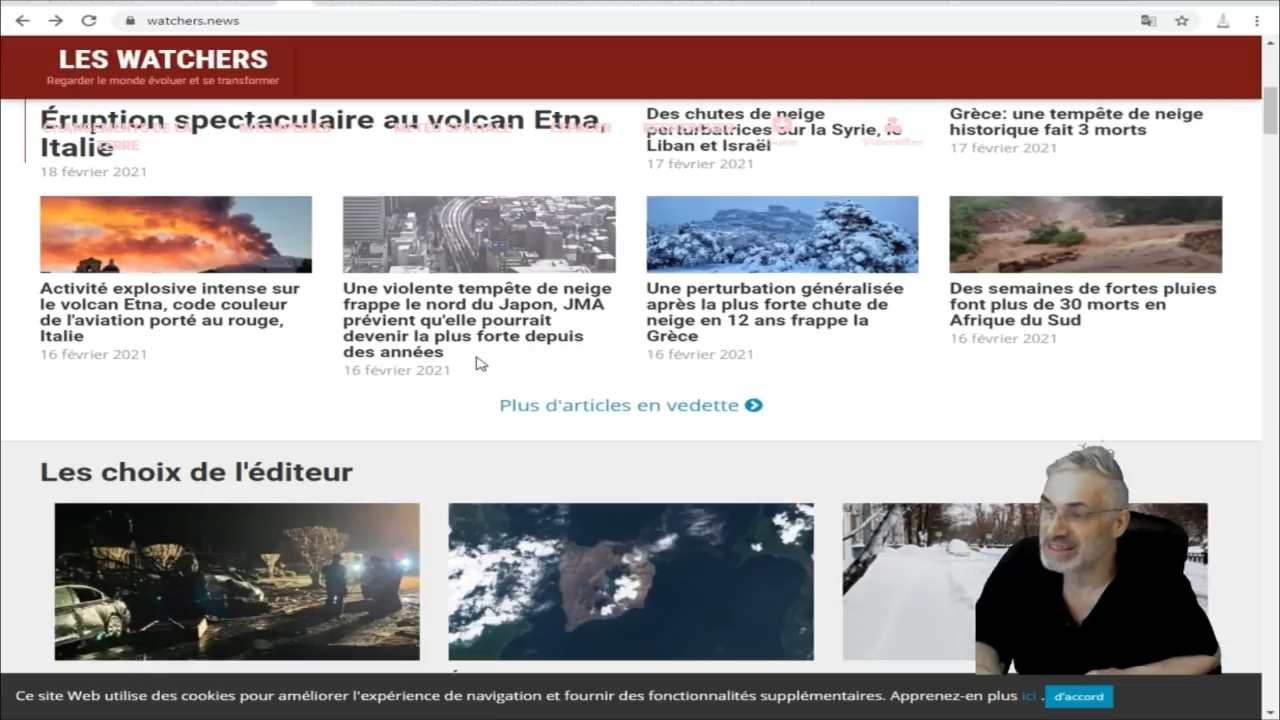 watchers.news
LES WATCHERS
Regarder le monde évoluer et se transformer
Éruption spectaculaire au volcan Etna,
Italie
18 février 2021
Des chutes de neige
perturbatrices sur la Syrie, le
Liban et Israël
17 février 2021
Grèce: une tempête de neige
historique fait 3 morts
17 février 2021
Activité explosive intense sur
le volcan Etna, code couleur
de l'aviation porté au rouge,
Italie
16 février 2021
Une violente tempête de neige
frappe le nord du Japon, JMA
prévient qu'elle pourrait
devenir la plus forte depuis
des années
16 février 2021
Une perturbation généralisée
après la plus forte chute de
neige en 12 ans frappe la
Grèce
16 février 2021
Des semaines de fortes pluies
font plus de 30 morts en
Afrique du Sud
16 février 2021
Plus d'articles en vedette
Les choix de l'éditeur
Ce site Web utilise des cookies pour améliorer l'expérience de navigation et fournir des fonctionnalités supplémentaires. Apprenez-en plus ici . d'accord